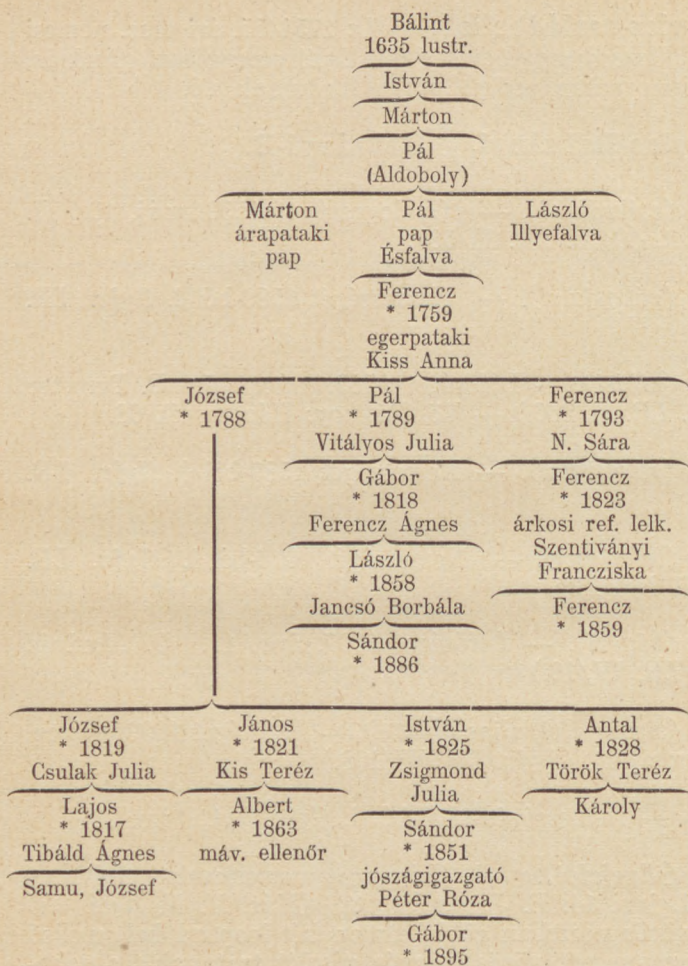 Bálint
1635 lustr.
István
Márton
Pál
(Aldoboly)
Márton
árapataki
pap
Pál
pap
Ésfalva
László
Illyefalva
Ferencz
* 1759
egerpataki
Kiss Anna
József
* 1788
Pál
* 1789
Vitályos Julia
Gábor
* 1818
Ferencz Ágnes
László
* 1858
Jancsó Borbála
Sándor
* 1886
Ferencz
* 1793
N. Sára
Ferencz
* 1823
árkosi ref. lelk.
Szentiványi
Francziska
Ferencz
* 1859
József
* 1819
Csulak Julia
Lajos
* 1817
Tibáld Ágnes
Samu, József
János
* 1821
Kis Teréz
Albert
* 1863
máv. ellenőr
István
* 1825
Zsigmond
Julia
Sándor
* 1851
jószágigazgató
Péter Róza
Gábor
* 1895
Antal
* 1828
Török Teréz
Károly